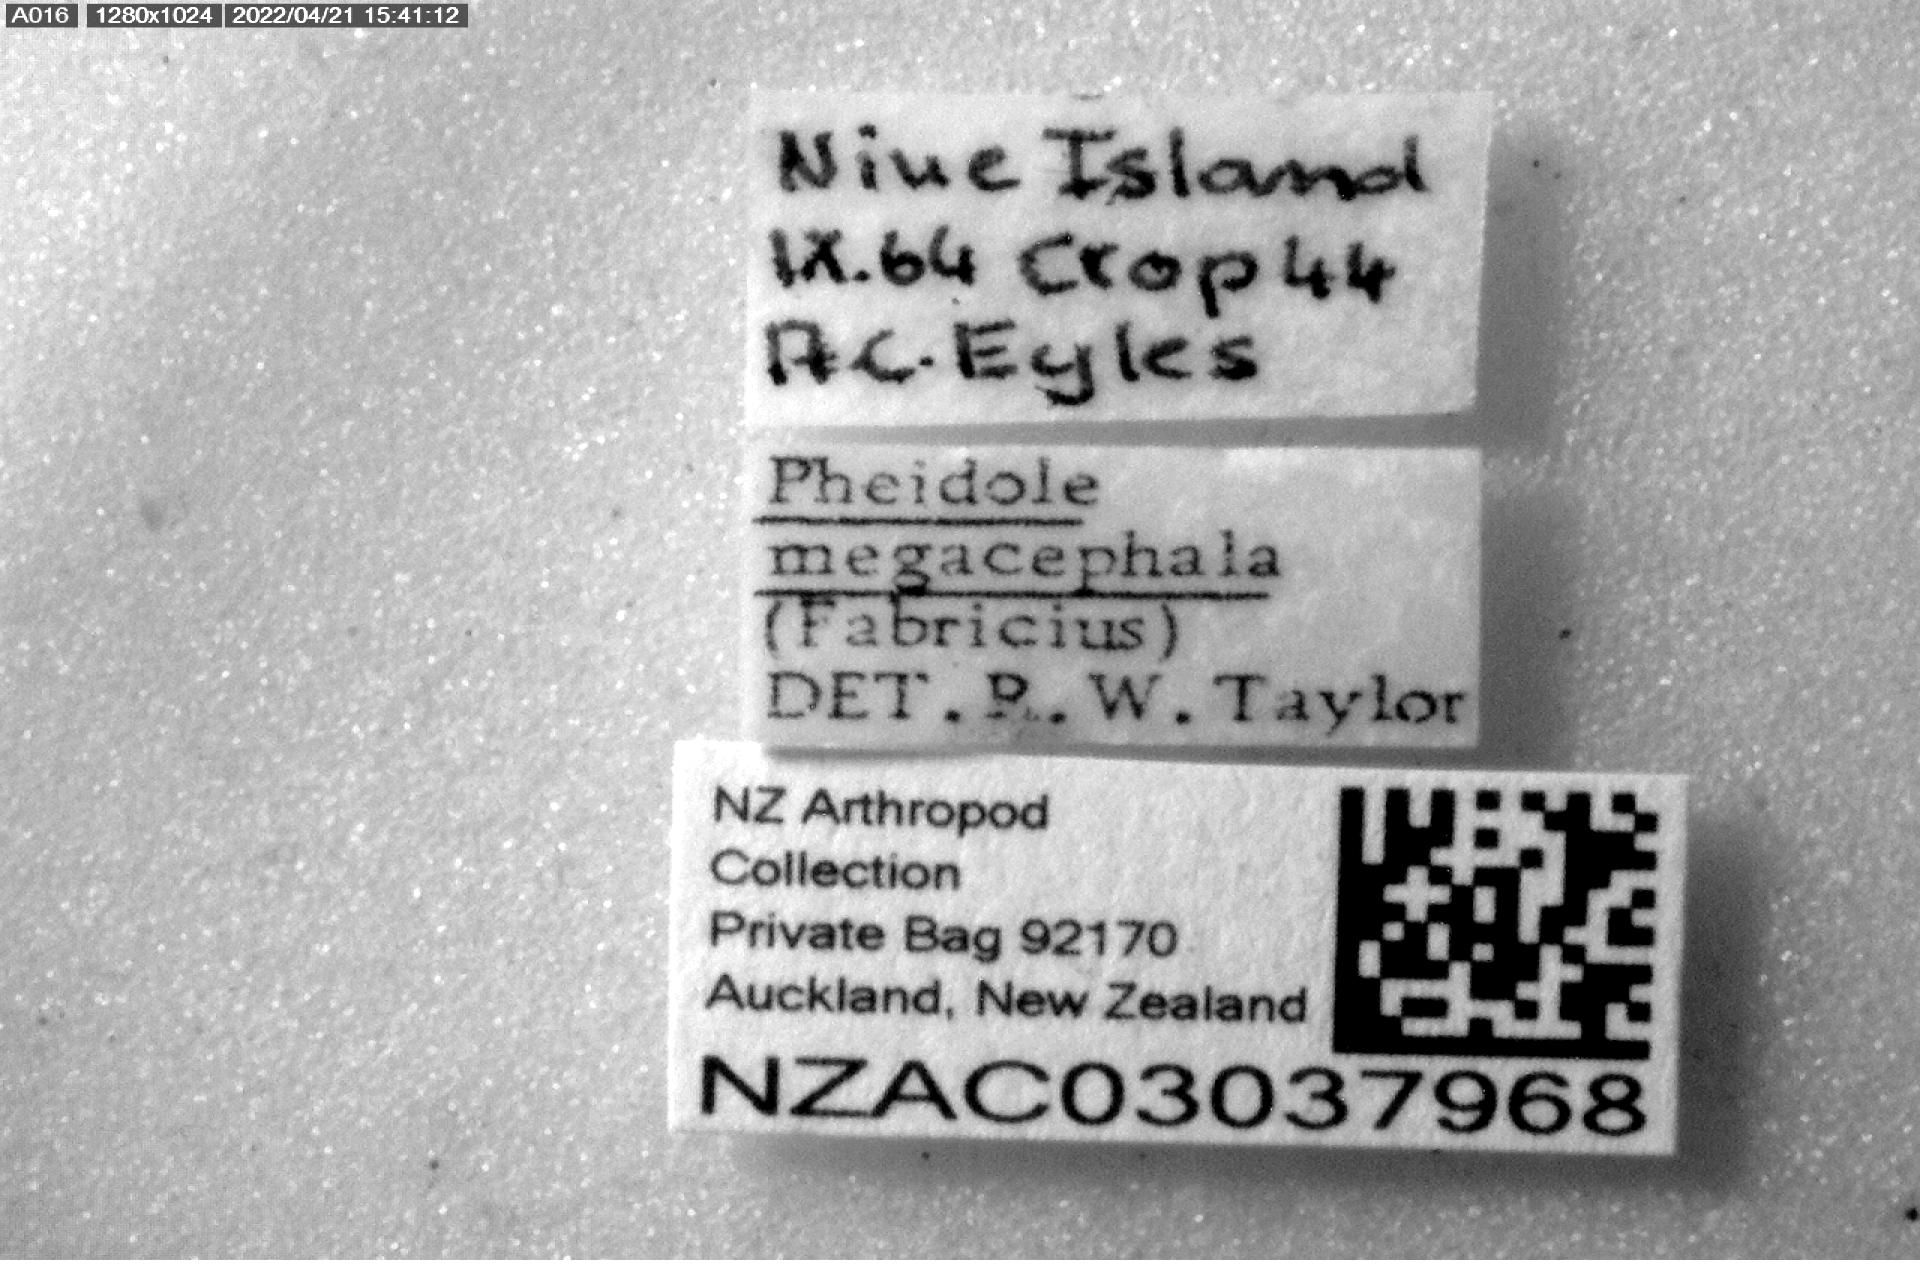 A016 1280x1024 2022/04/21 15:41:12
Niue Island
IX.64 Crop 44
A.C. Eyles
Pheidole
megacephala
(Fabricius)
DET. R. W. Taylor
NZ Arthropod
Collection
Private Bag 92170
Auckland, New Zealand
NZAC03037968